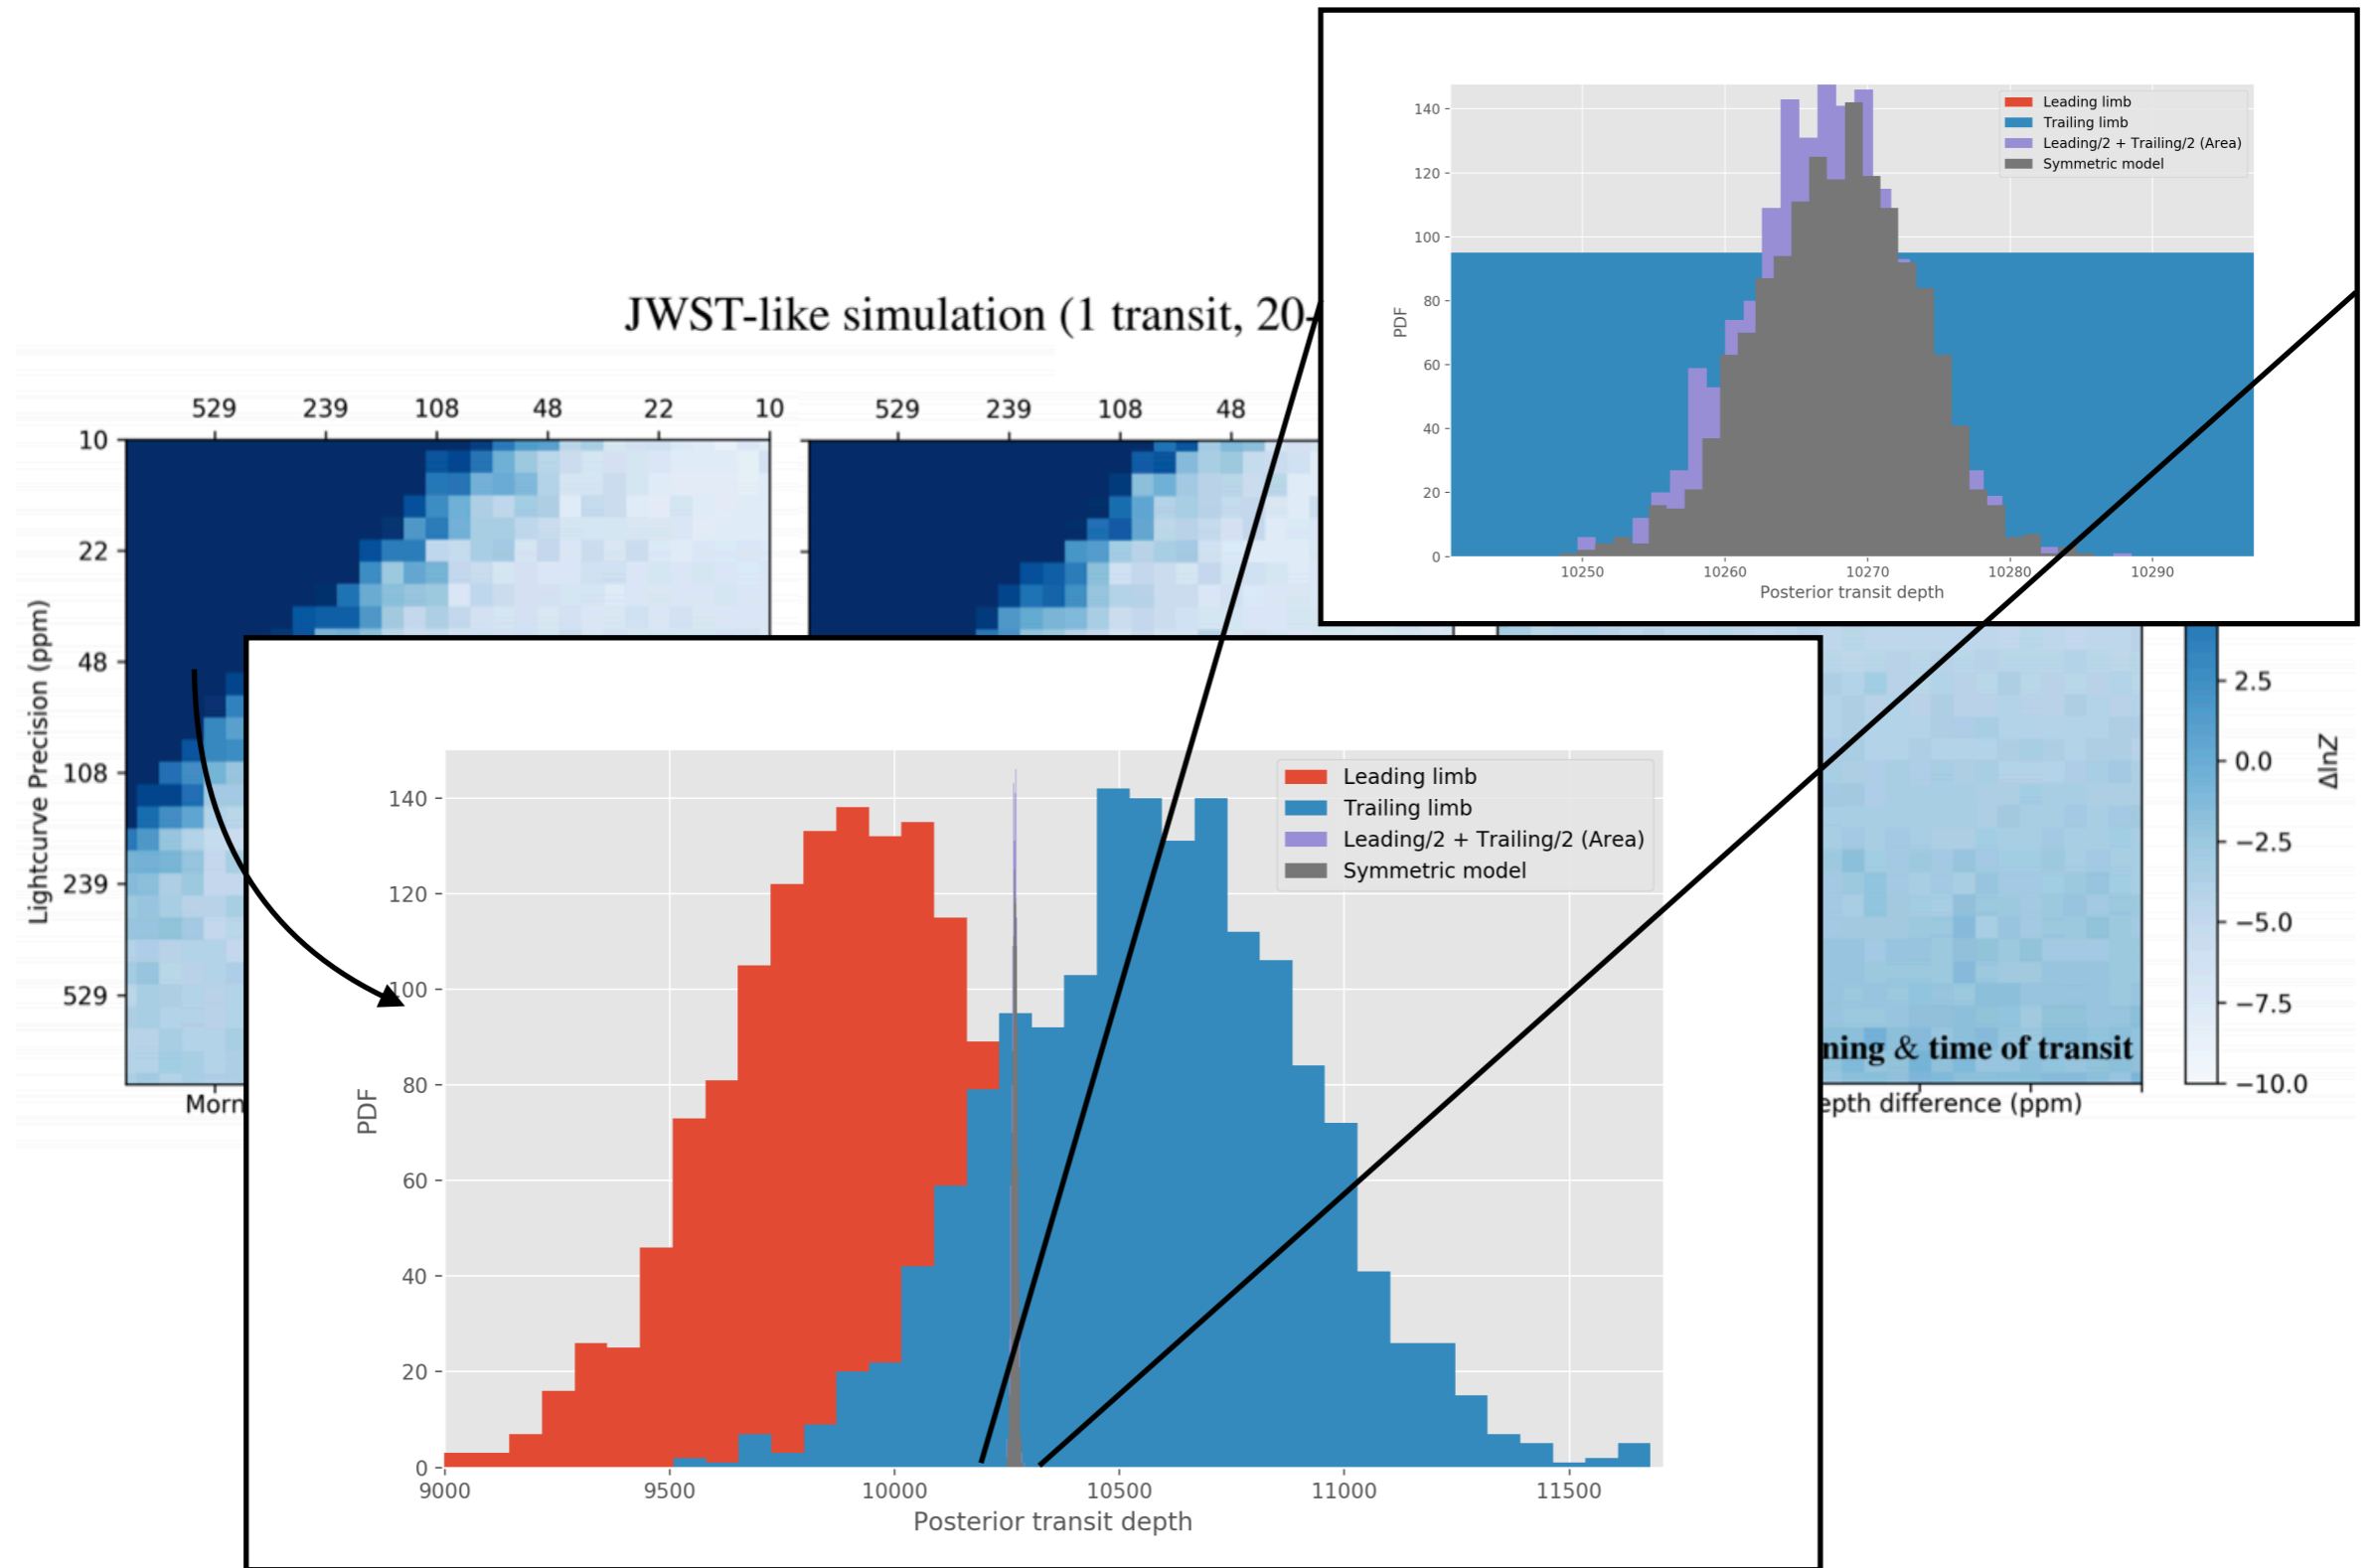 JWST-like simulation (1 transit, 20-
529 239 108 48 22 10
529 239 108 48
10
22
48
108
239
529
Lightcurve Precision (ppm)
Morn
140
120
100
80
60
40
20
0
PDF
Leading limb
Trailing limb
Leading/2 + Trailing/2 (Area)
Symmetric model
10250 10260 10270 10280 10290
Posterior transit depth
140
120
100
80
60
40
20
0
PDF
Leading limb
Trailing limb
Leading/2 + Trailing/2 (Area)
Symmetric model
9000 9500 10000 10500 11000 11500
Posterior transit depth
ning & time of transit
epth difference (ppm)
2.5
0.0
−2.5
−5.0
−7.5
−10.0
ΔlnZ